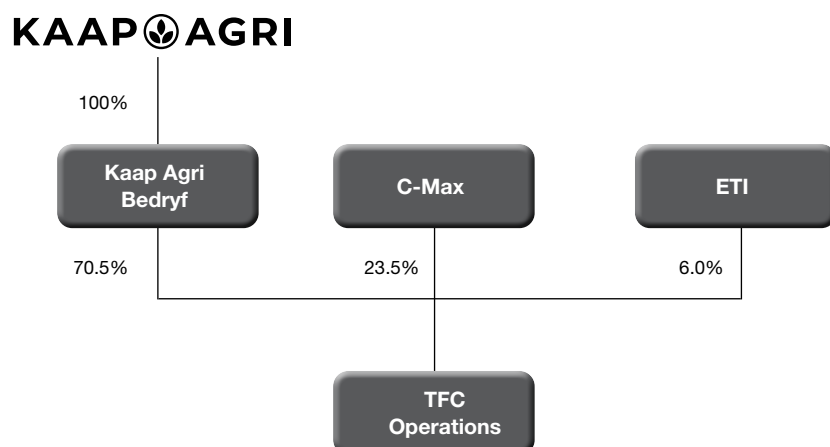 KAAP AGRI
100%
Kaap Agri
Bedryf
C-Max
ETI
70.5%
23.5%
6.0%
TFC
Operations